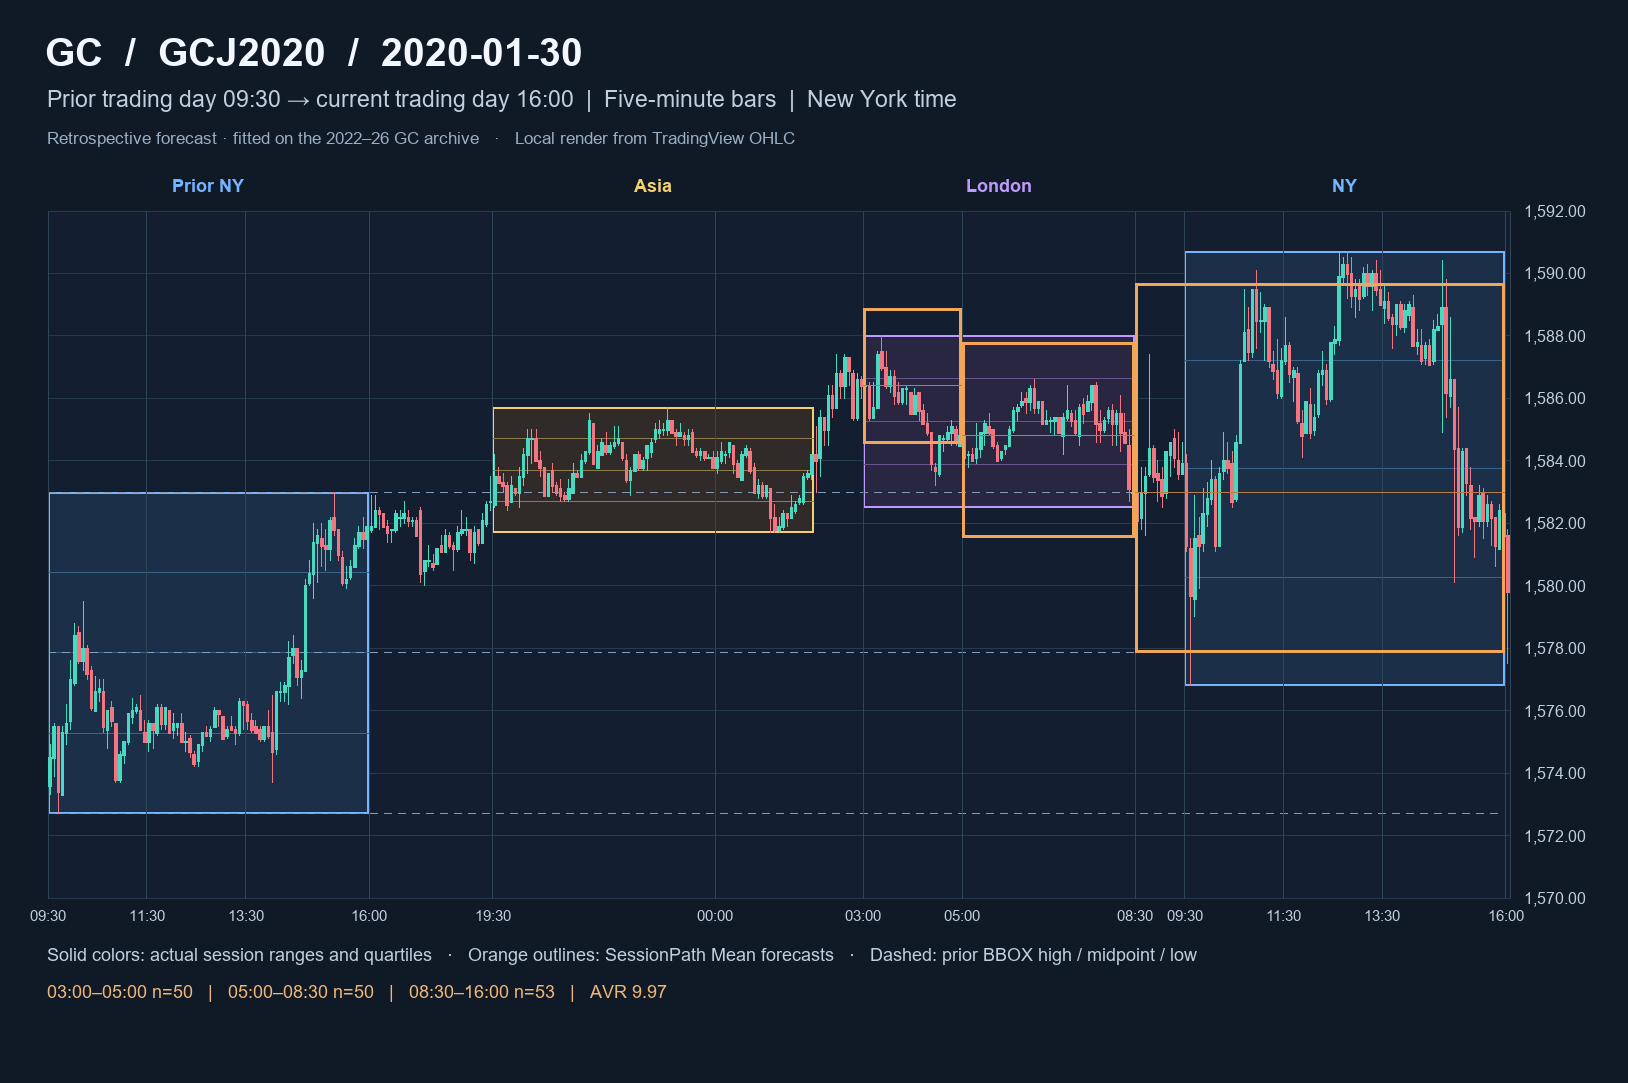 GC / GCJ2020 / 2020-01-30
Prior trading day 09:30 → current trading day 16:00 | Five-minute bars | New York time
Retrospective forecast · fitted on the 2022–26 GC archive · Local render from TradingView OHLC
Prior NY Asia London NY
1,592.00
1,590.00
1,588.00
1,586.00
1,584.00
1,582.00
1,580.00
1,578.00
1,576.00
1,574.00
1,572.00
1,570.00
09:30 11:30 13:30 16:00 19:30 00:00 03:00 05:00 08:30 09:30 11:30 13:30 16:00
Solid colors: actual session ranges and quartiles · Orange outlines: SessionPath Mean forecasts · Dashed: prior BBOX high / midpoint / low
03:00–05:00 n=50 | 05:00–08:30 n=50 | 08:30–16:00 n=53 | AVR 9.97